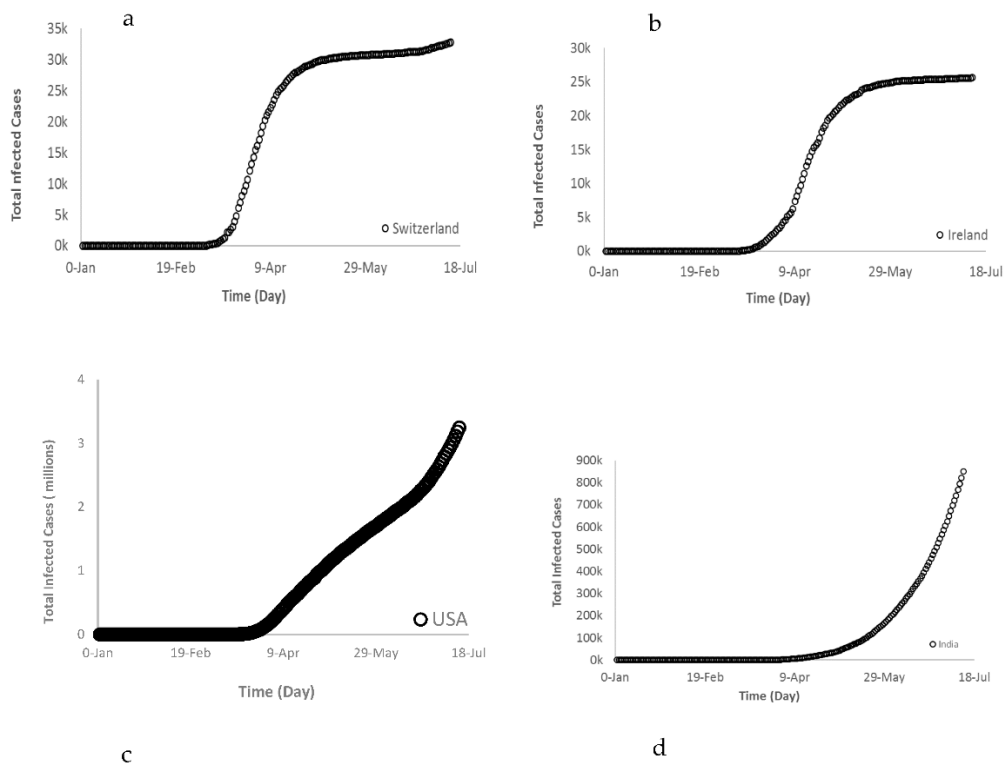 a
35k
30k
25k
20k
15k
10k
5k
0k
Total nfected Cases
Switzerland
0-Jan 19-Feb 9-Apr 29-May 18-Jul
Time (Day)
b
30k
25k
20k
15k
10k
5k
0k
Total nfected Cases
Ireland
0-Jan 19-Feb 9-Apr 29-May 18-Jul
Time (Day)
4
3
2
1
0
Total Infected Cases ( millions)
USA
0-Jan 19-Feb 9-Apr 29-May 18-Jul
Time (Day)
c
900k
800k
700k
600k
500k
400k
300k
200k
100k
0k
Total Infected Cases
India
0-Jan 19-Feb 9-Apr 29-May 18-Jul
Time (Day)
d